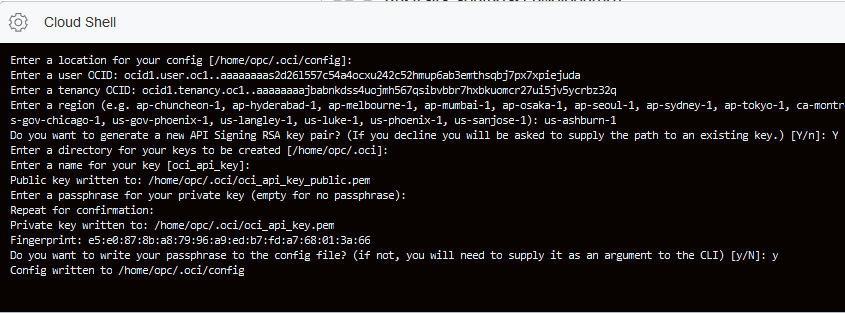 Cloud Shell
Enter a location for your config [/home/opc/.oci/config]:
Enter a user OCID: ocid1.user.oc1..aaaaaaaas2d261557c54a4ocxu242c52hmup6ab3emthsqbj7px7xpiejuda
Enter a tenancy OCID: ocid1.tenancy.oc1..aaaaaaaajbabnkdss4uojmh567qsibvbbr7hxbkuomcr27ui5jv5ycrbz32q
Enter a region (e.g. ap-chuncheon-1, ap-hyderabad-1, ap-melbourne-1, ap-mumbai-1, ap-osaka-1, ap-seoul-1, ap-sydney-1, ap-tokyo-1, ca-montr
s-gov-chicago-1, us-gov-phoenix-1, us-langley-1, us-luke-1, us-phoenix-1, us-sanjose-1): us-ashburn-1
Do you want to generate a new API Signing RSA key pair? (If you decline you will be asked to supply the path to an existing key.) [Y/n]: Y
Enter a directory for your keys to be created [/home/opc/.oci]:
Enter a name for your key [oci_api_key]:
Public key written to: /home/opc/.oci/oci_api_key_public.pem
Enter a passphrase for your private key (empty for no passphrase):
Repeat for confirmation:
Private key written to: /home/opc/.oci/oci_api_key.pem
Fingerprint: e5:e0:87:8b:a8:79:96:a9:ed:b7:fd:a7:68:01:3a:66
Do you want to write your passphrase to the config file? (if not, you will need to supply it as an argument to the CLI) [y/N]: y
Config written to /home/opc/.oci/config